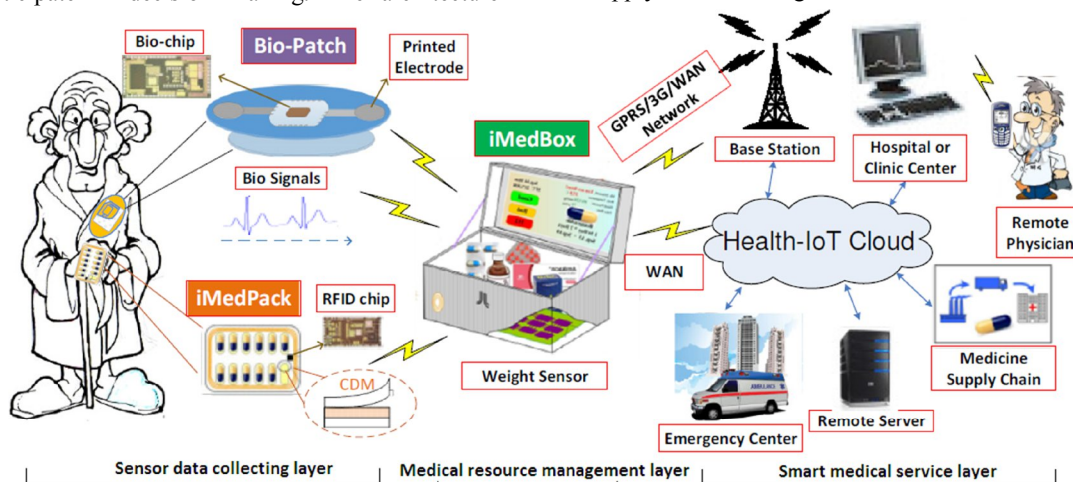 Bio-chip
Bio-Patch
Printed
Electrode
Bio Signals
iMedPack
RFID chip
CDM
iMedBox
Weight Sensor
GPRS/3G/WAN
Network
WAN
Base Station
Hospital or
Clinic Center
Remote
Physician
Health-IoT Cloud
AMBULANCE
Emergency Center
Remote Server
Medicine
Supply Chain
Sensor data collecting layer
Medical resource management layer
Smart medical service layer